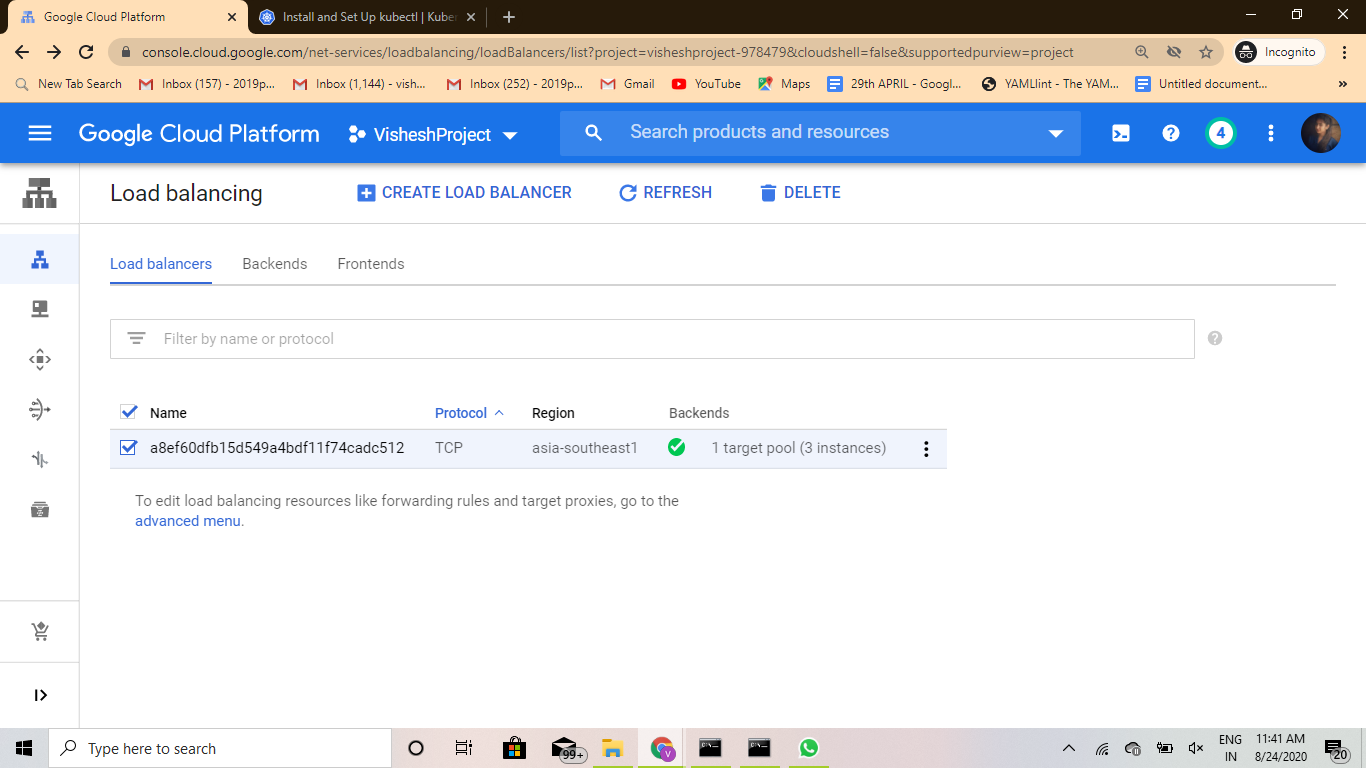 Google Cloud Platform
Install and Set Up kubectl | Kuber
console.cloud.google.com/net-services/loadbalancing/loadBalancers/list?project=visheshproject-978479&cloudshell=false&supportedpurview=project
Incognito
New Tab Search
Inbox (157) - 2019p...
Inbox (1,144) - vish...
Inbox (252) - 2019p...
Gmail
YouTube
Maps
29th APRIL - Googl...
YAMLlint - The YAM...
Untitled document...
»
Google Cloud Platform
VisheshProject
Search products and resources
4
Load balancing
CREATE LOAD BALANCER
REFRESH
DELETE
Load balancers
Backends
Frontends
Filter by name or protocol
Name
Protocol
Region
Backends
a8ef60dfb15d549a4bdf11f74cadc512
TCP
asia-southeast1
1 target pool (3 instances)
To edit load balancing resources like forwarding rules and target proxies, go to the
advanced menu.
Type here to search
99+
V
ENG
IN
11:41 AM
8/24/2020
20